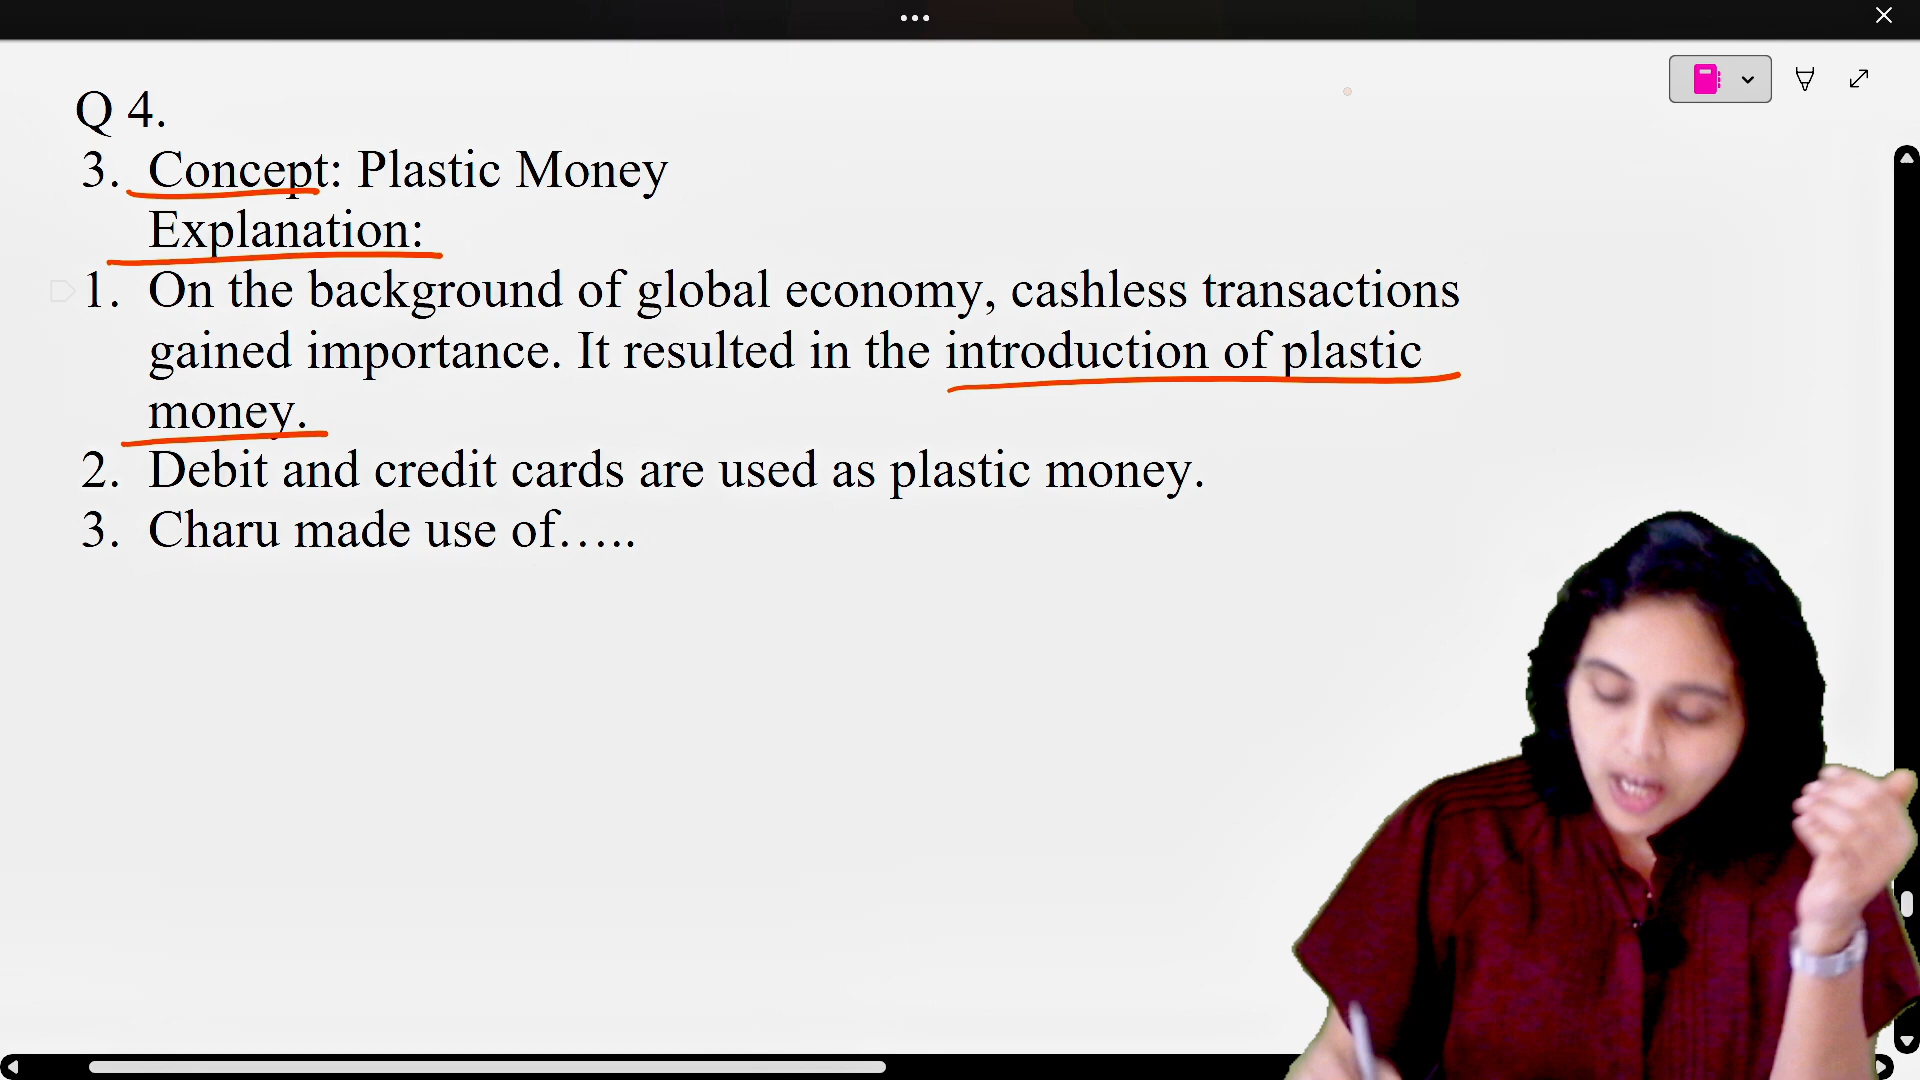 Q 4.
3. Concept: Plastic Money
Explanation:
1. On the background of global economy, cashless transactions
gained importance. It resulted in the introduction of plastic
money.
2. Debit and credit cards are used as plastic money.
3. Charu made use of…..